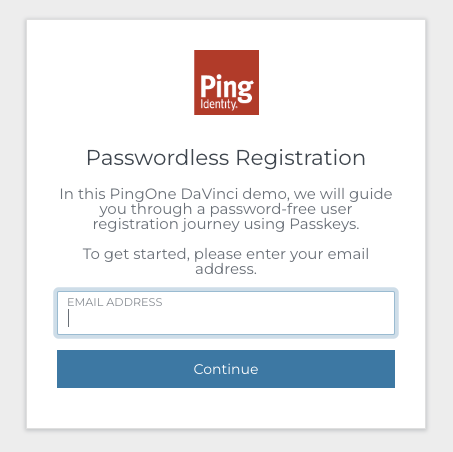 Ping
Identity.
Passwordless Registration
In this PingOne DaVinci demo, we will guide
you through a password-free user
registration journey using Passkeys.
To get started, please enter your email
address.
EMAIL ADDRESS
Continue